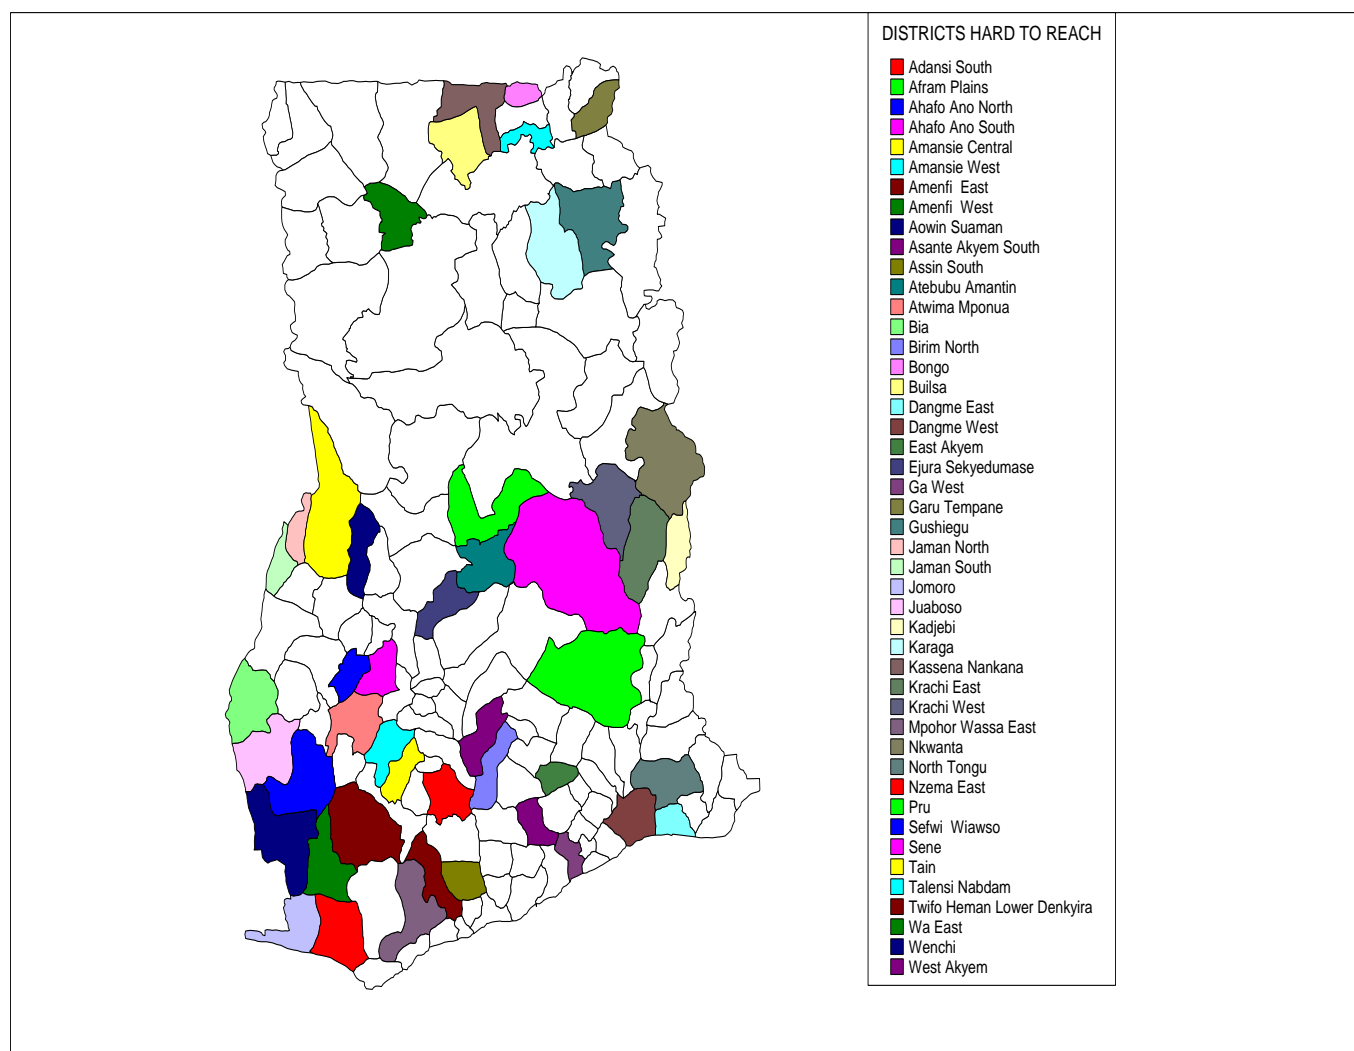 DISTRICTS HARD TO REACH
Adansi South
Afram Plains
Ahafo Ano North
Ahafo Ano South
Amansie Central
Amansie West
Amenfi  East
Amenfi  West
Aowin Suaman
Asante Akyem South
Assin South
Atebubu Amantin
Atwima Mponua
Bia
Birim North
Bongo
Builsa
Dangme East
Dangme West
East Akyem
Ejura Sekyedumase
Ga West
Garu Tempane
Gushiegu
Jaman North
Jaman South
Jomoro
Juaboso
Kadjebi
Karaga
Kassena Nankana
Krachi East
Krachi West
Mpohor Wassa East
Nkwanta
North Tongu
Nzema East
Pru
Sefwi  Wiawso
Sene
Tain
Talensi Nabdam
Twifo Heman Lower Denkyira
Wa East
Wenchi
West Akyem